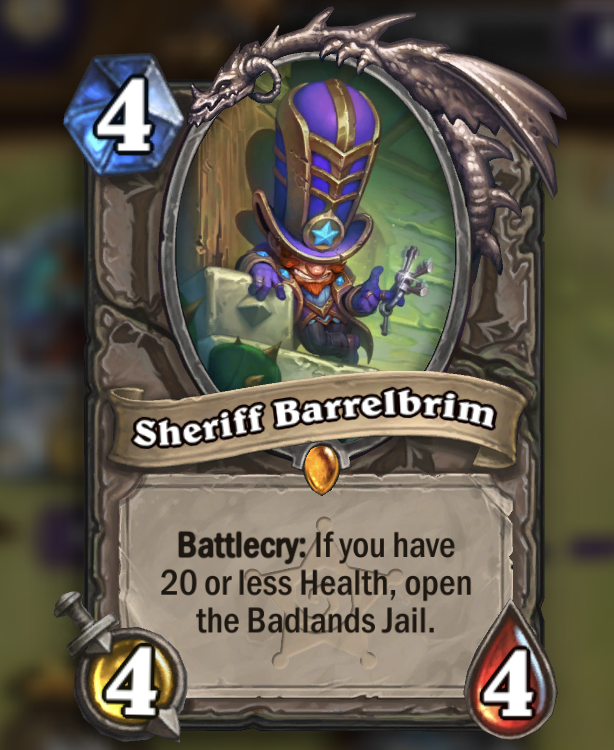 4
Sheriff Barrelbrim
Battlecry: If you have
20 or less Health, open
the Badlands Jail.
4
4